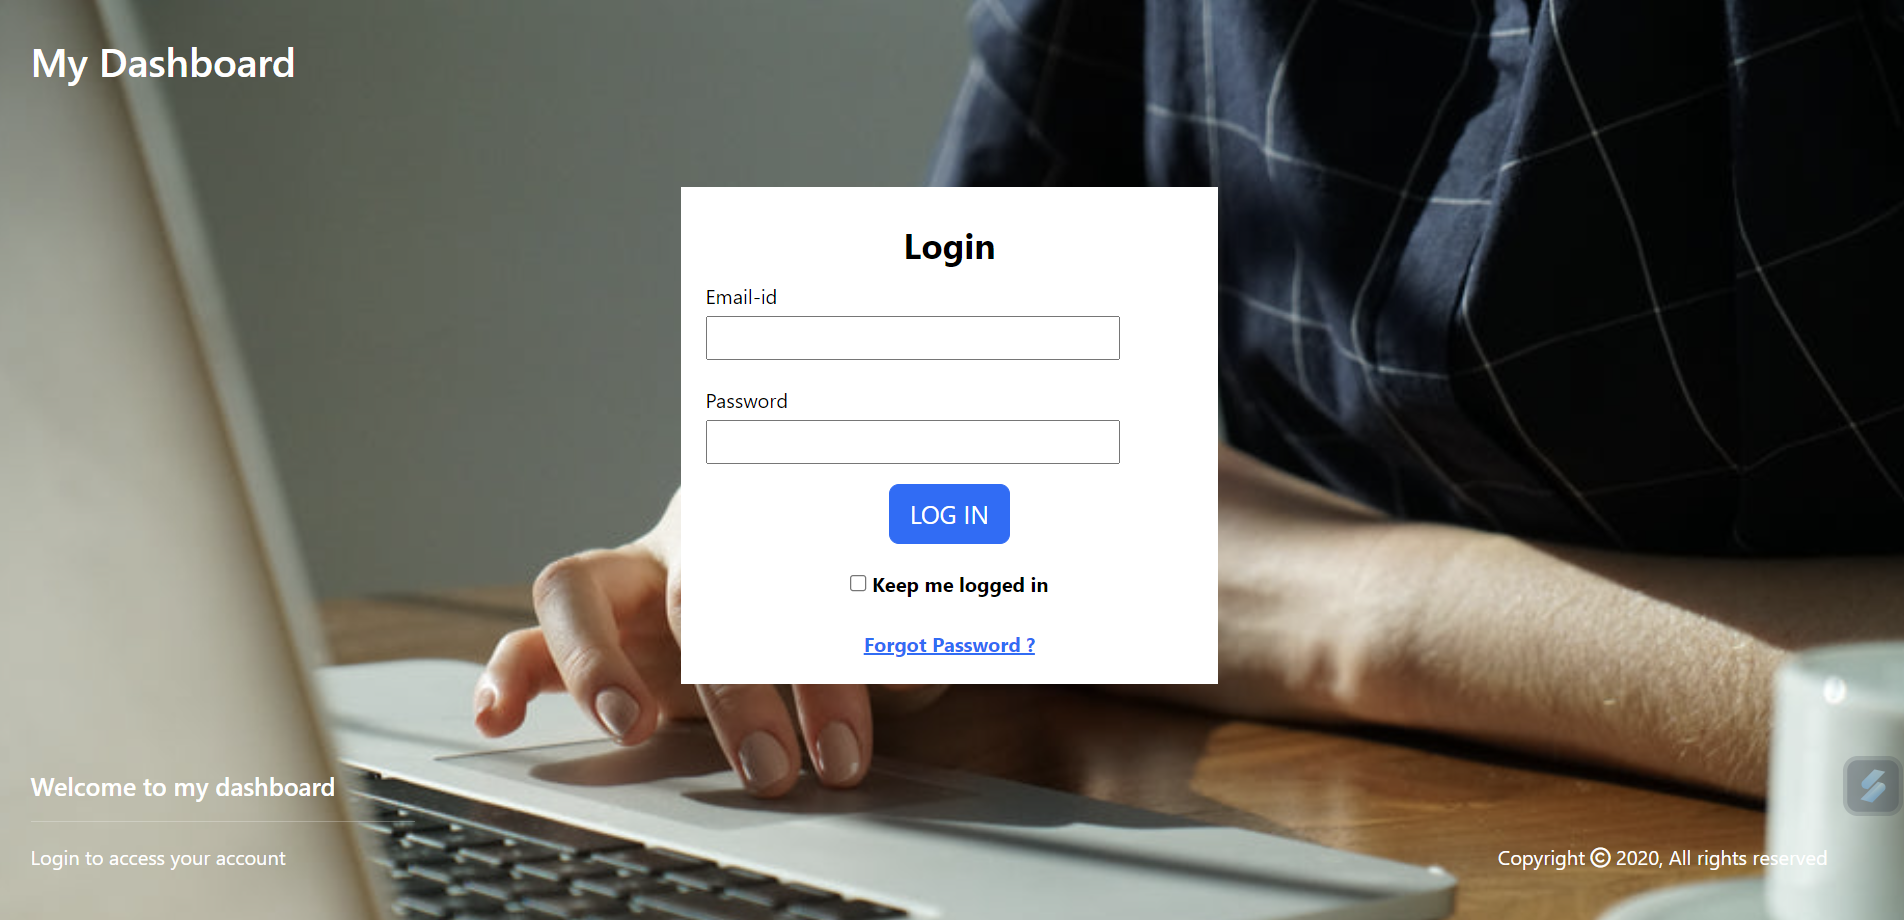 My Dashboard
Login
Email-id
Password
LOG IN
Keep me logged in
Forgot Password ?
Welcome to my dashboard
Login to access your account
Copyright © 2020, All rights reserved